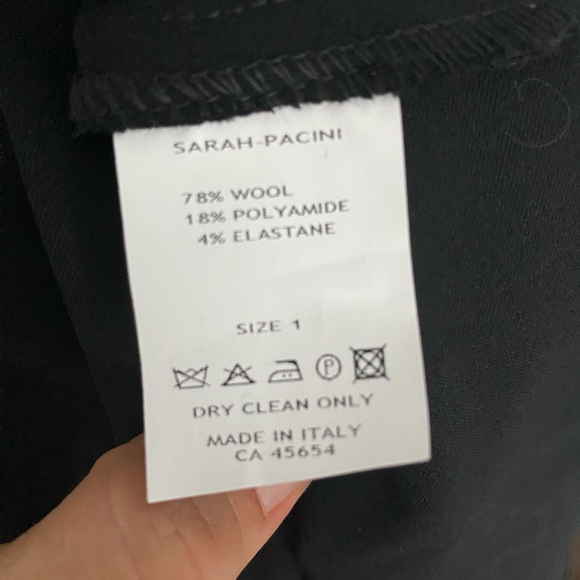 SARAH-PACINI
78% WOOL
18% POLYAMIDE
4% ELASTANE
SIZE 1
P
DRY CLEAN ONLY
MADE IN ITALY
CA 45654